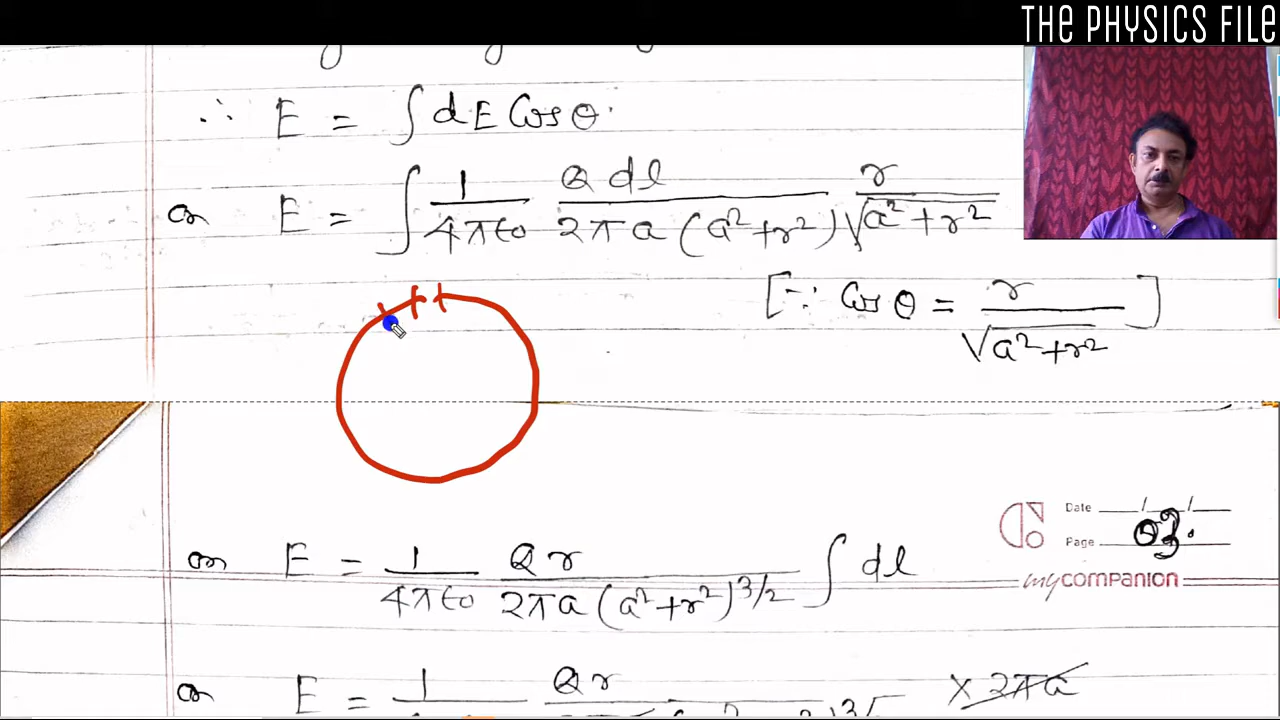 THE PHYSICS FILE
∴ E = ∫ dE Cos θ
or E = ∫ 1/4πε0 Q dl/2πa (a²+r²) r/√a²+r²
[∵ Cos θ = r/√a²+r²]
Date / /
Page 03.
mycompanion
or E = 1/4πε0 Qr/2πa (a²+r²)^3/2 ∫ dl
or E = 1 Qr × 2πa